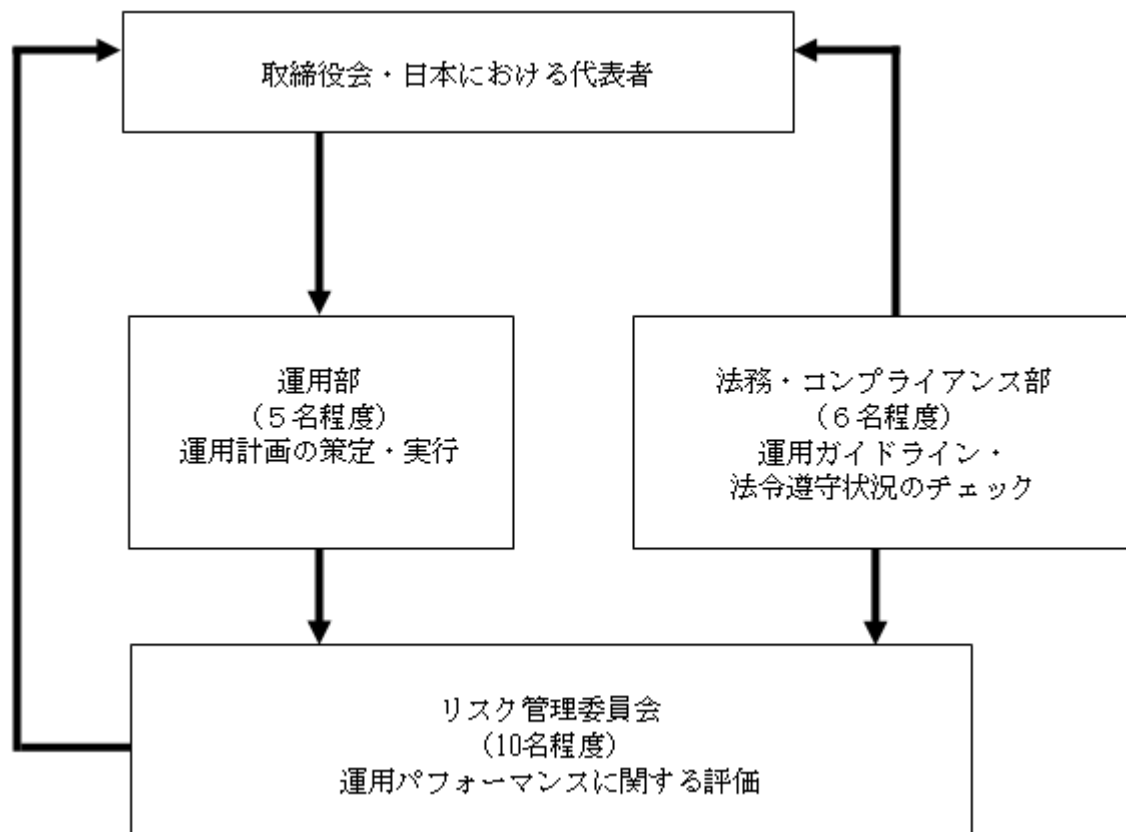 取締役会・日本における代表者
運用部
（５名程度）
運用計画の策定・実行
法務・コンプライアンス部
（６名程度）
運用ガイドライン・
法令遵守状況のチェック
リスク管理委員会
（10名程度）
運用パフォーマンスに関する評価